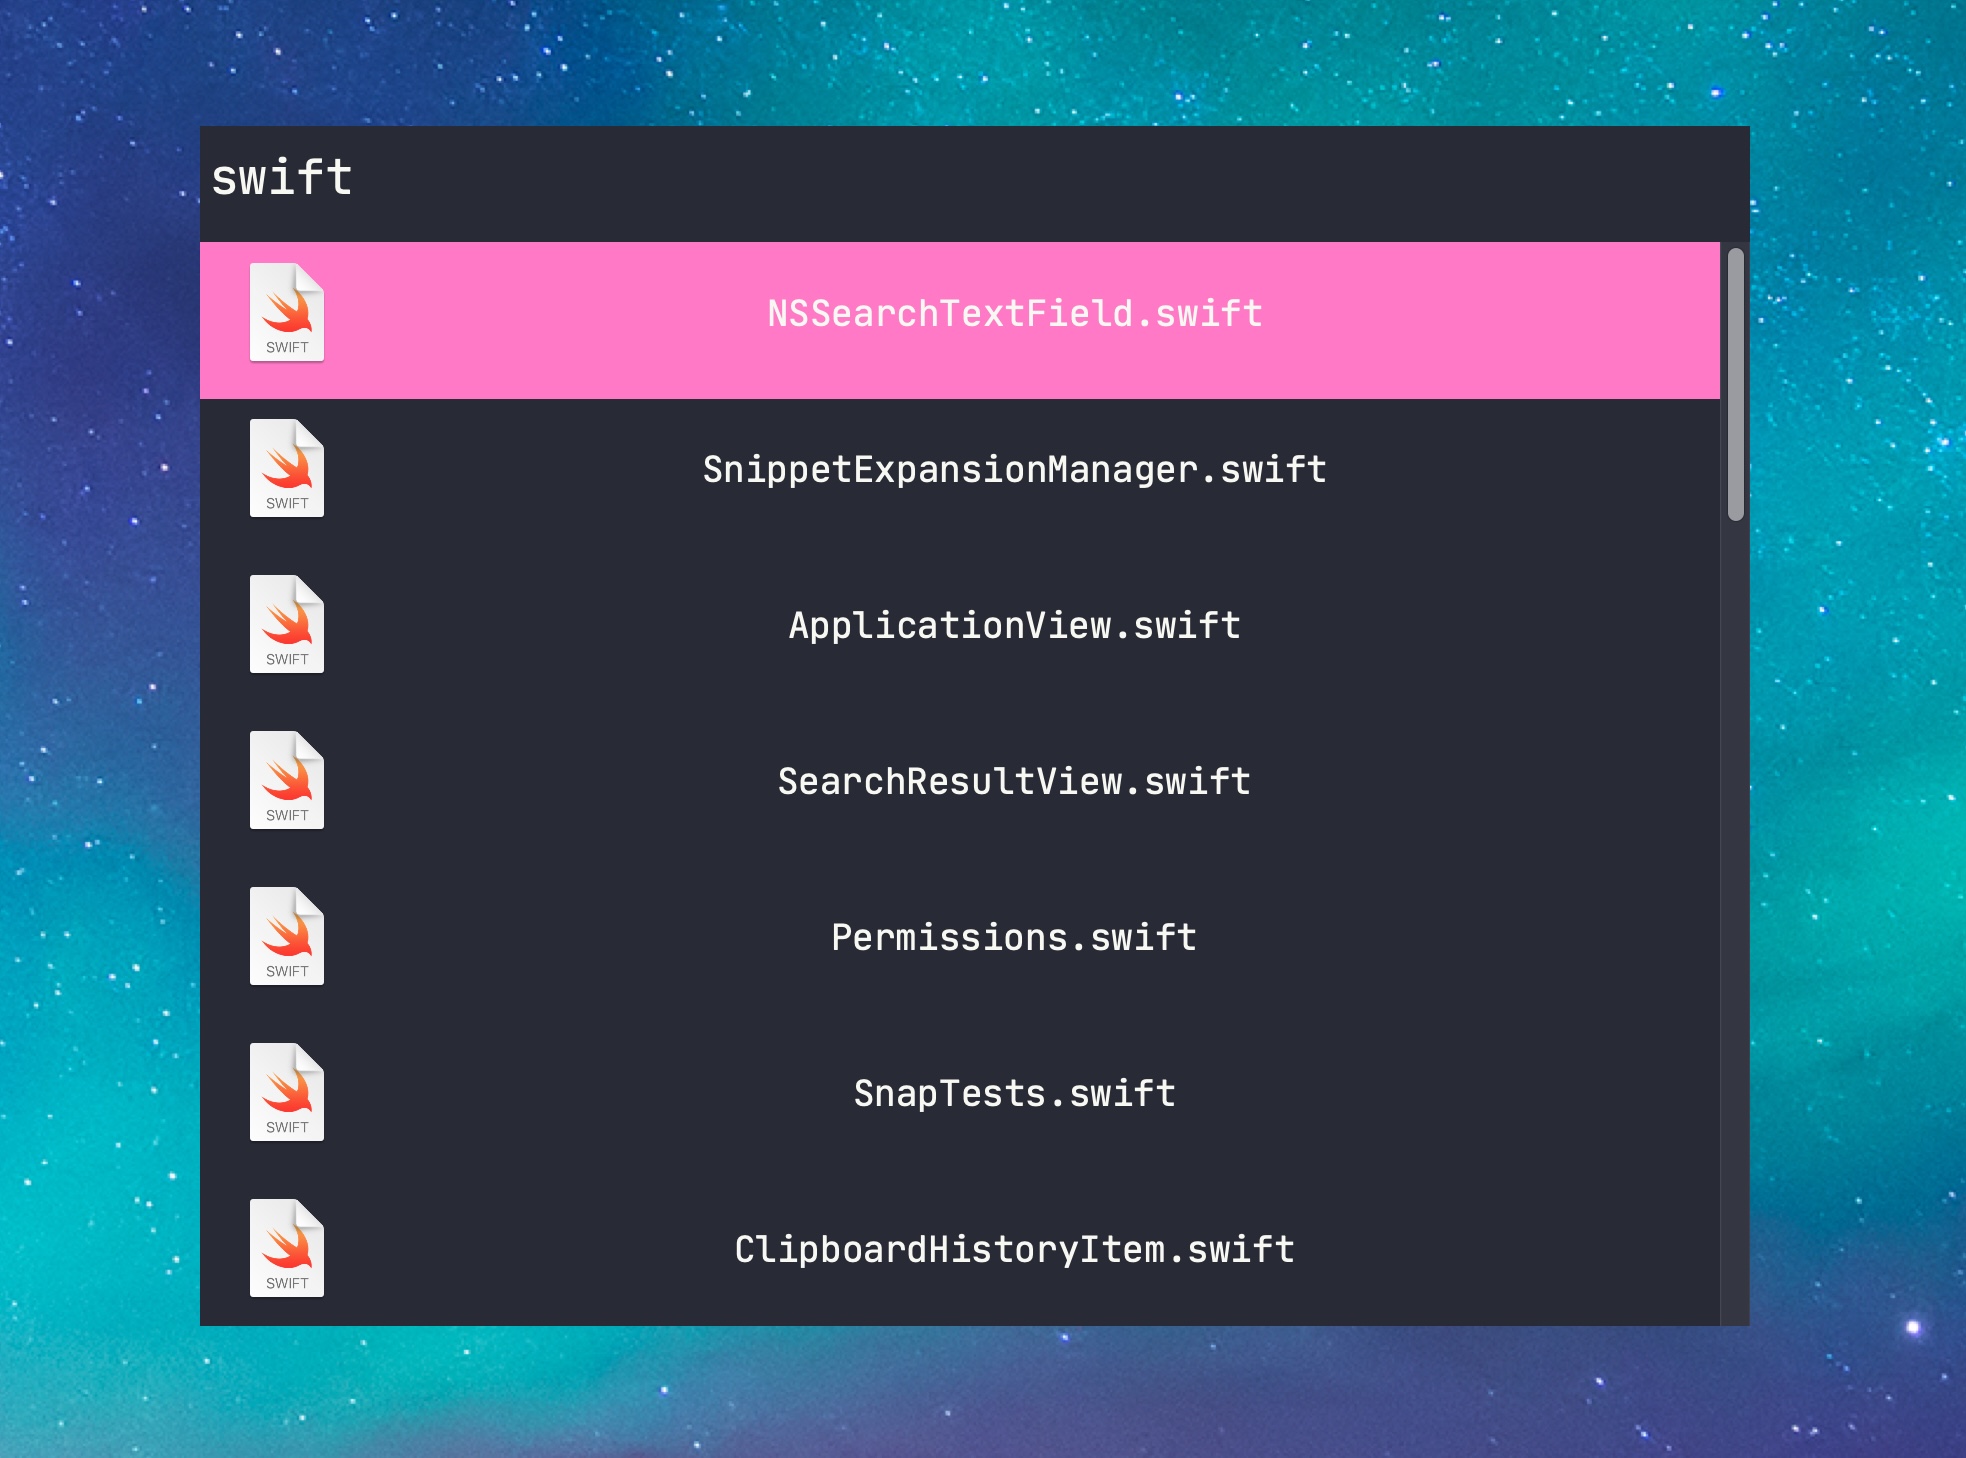 swift
SWIFT NSSearchTextField.swift
SWIFT SnippetExpansionManager.swift
SWIFT ApplicationView.swift
SWIFT SearchResultView.swift
SWIFT Permissions.swift
SWIFT SnapTests.swift
SWIFT ClipboardHistoryItem.swift